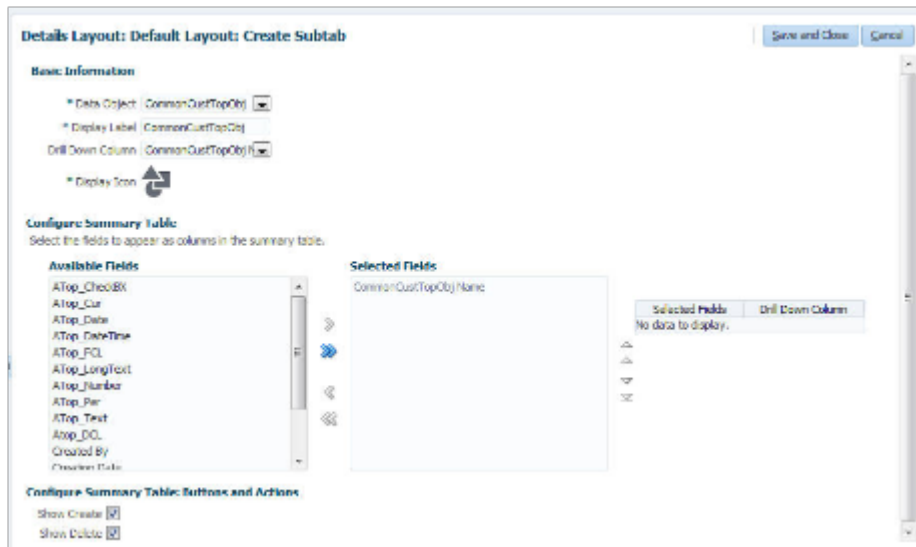 Details Layout: Default Layout: Create Subtab
Save and Close
Cancel
Basic Information
* Data Object CommonCustTopObj
* Display Label CommonCustTopObj
Drill Down Column CommonCustTopObj N
* Display Icon
Configure Summary Table
Select the fields to appear as columns in the summary table.
Available Fields
Selected Fields
ATop_CheckBX
ATop_Cur
ATop_Date
ATop_DateTime
ATop_FCL
ATop_LongText
ATop_Number
ATop_Per
ATop_Text
Atop_DCL
Created By
Creation Date
CommonCustTopObj Name
Selected Fields Drill Down Column
No data to display.
Configure Summary Table: Buttons and Actions
Show Create
Show Delete